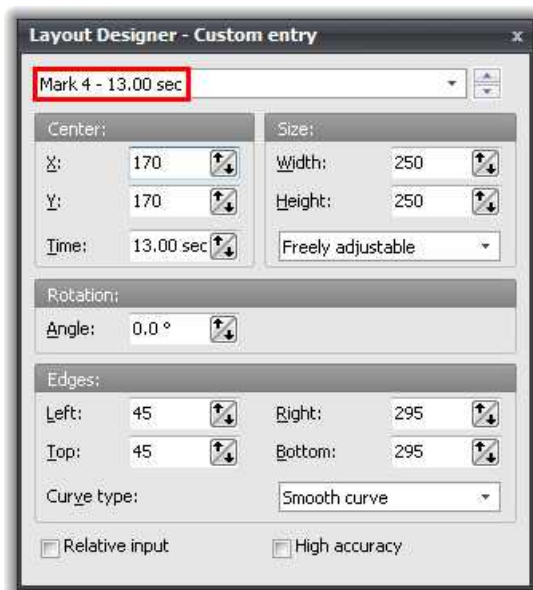 Layout Designer - Custom entry x
Mark 4 - 13.00 sec
Center:
X: 170
Y: 170
Time: 13.00 sec
Size:
Width: 250
Height: 250
Freely adjustable
Rotation:
Angle: 0.0 °
Edges:
Left: 45 Right: 295
Top: 45 Bottom: 295
Curve type: Smooth curve
Relative input High accuracy